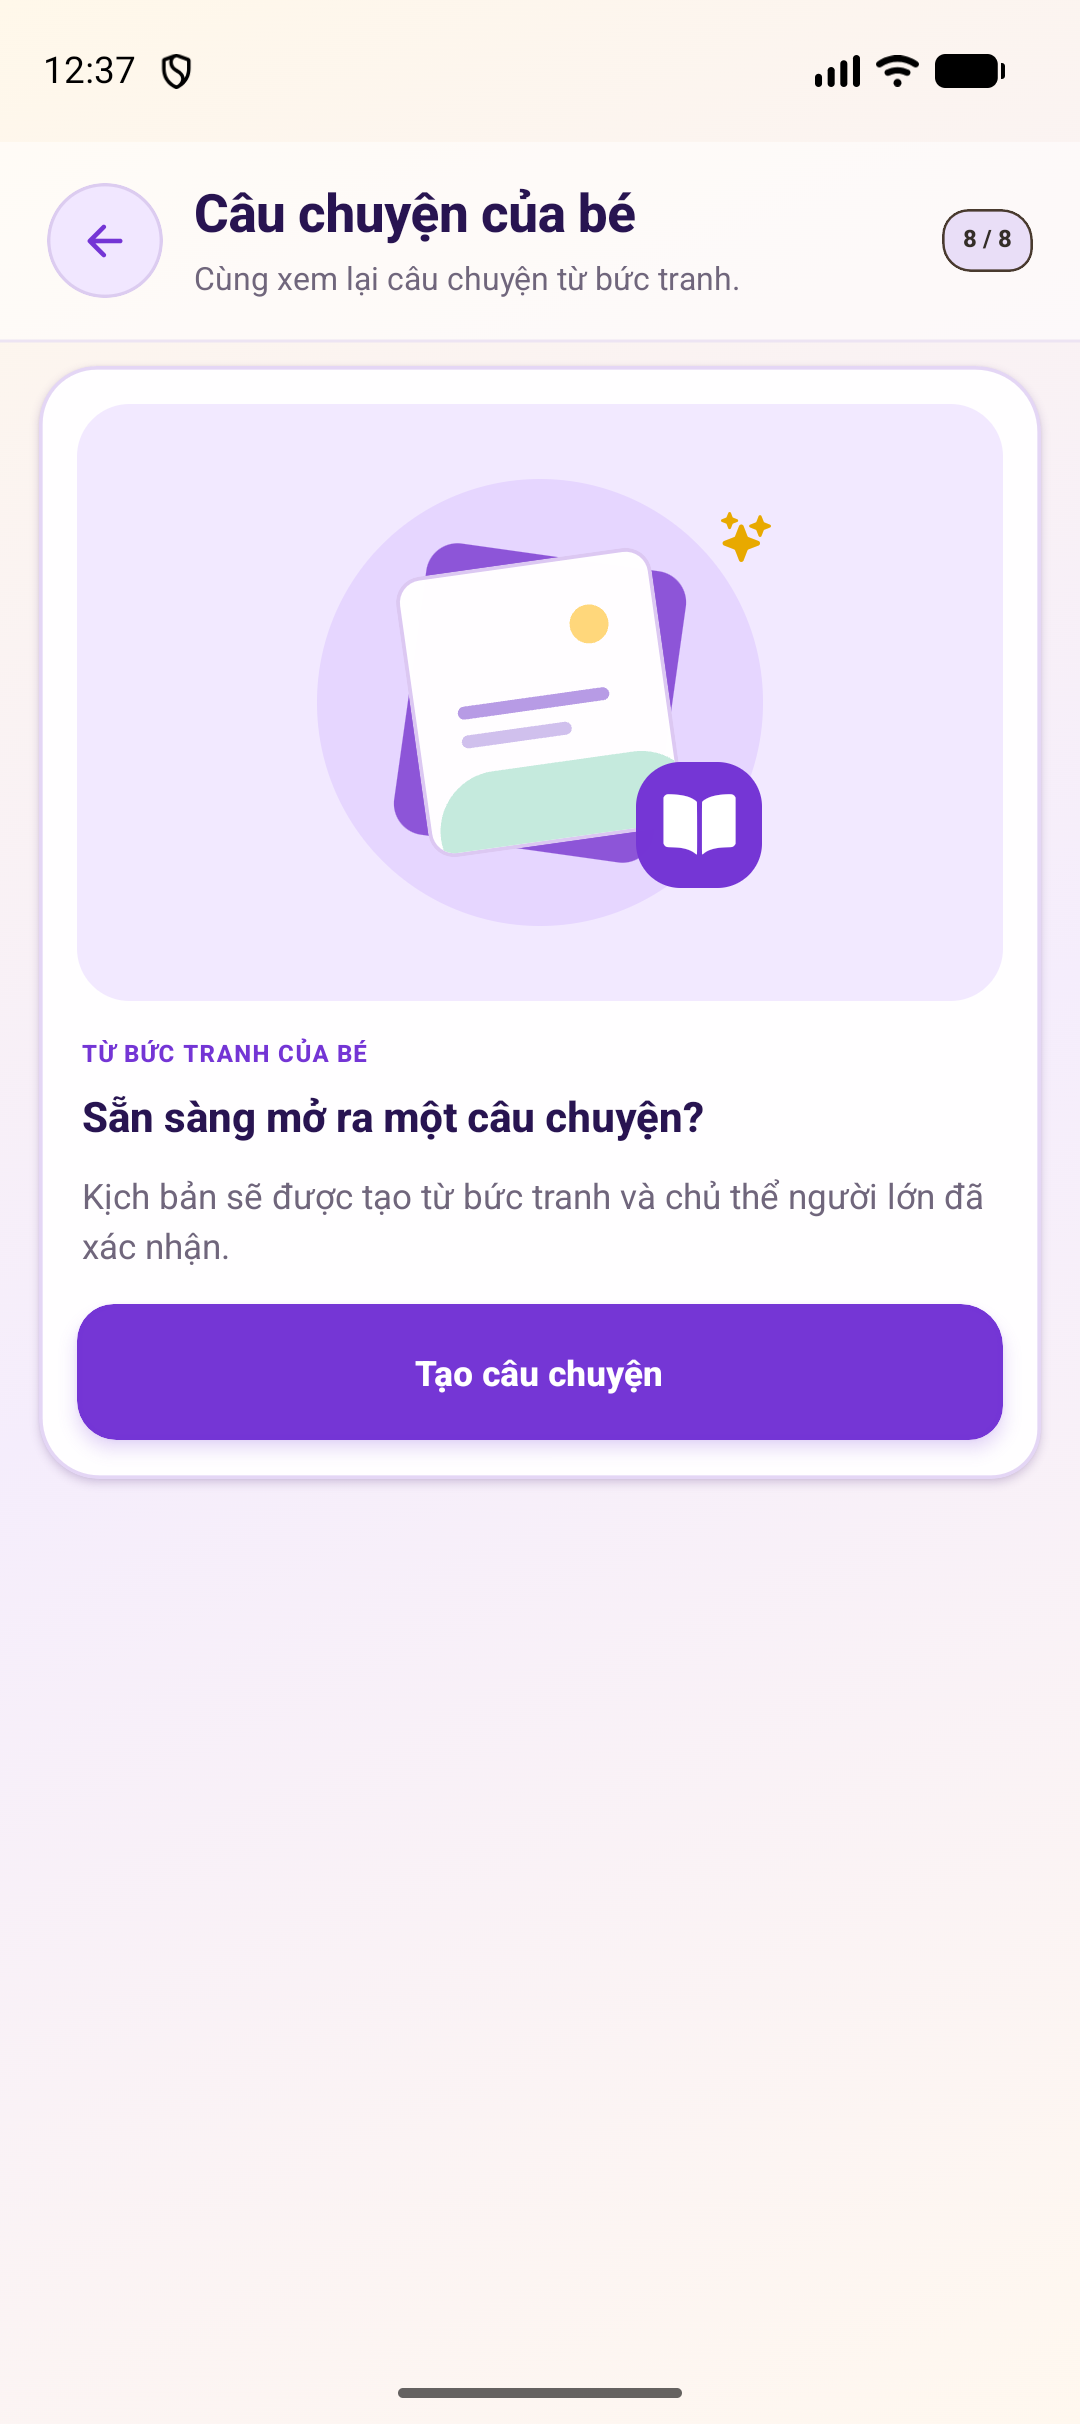 12:37
Câu chuyện của bé
Cùng xem lại câu chuyện từ bức tranh.
8 / 8
TỪ BỨC TRANH CỦA BÉ
Sẵn sàng mở ra một câu chuyện?
Kịch bản sẽ được tạo từ bức tranh và chủ thể người lớn đã
xác nhận.
Tạo câu chuyện